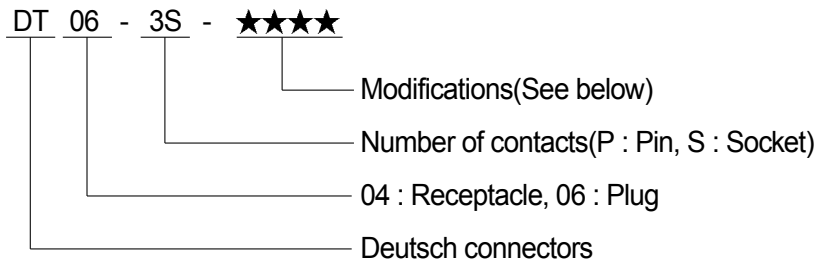 DT 06 - 3S - ★★★★
Modifications(See below)
Number of contacts(P : Pin, S : Socket)
04 : Receptacle, 06 : Plug
Deutsch connectors